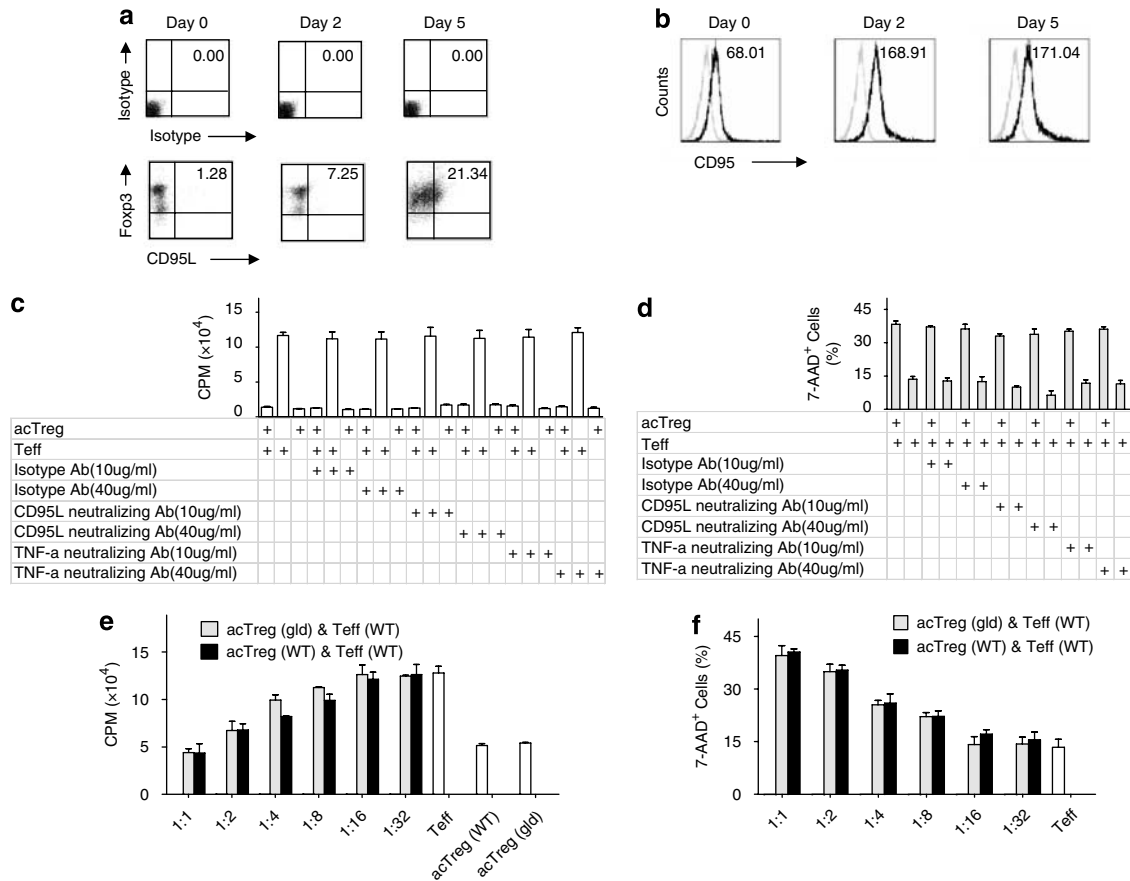 a
Day 0 Day 2 Day 5
0.00 0.00 0.00
Isotype
Isotype
1.28 7.25 21.34
Foxp3
CD95L
b
Day 0 Day 2 Day 5
68.01 168.91 171.04
Counts
CD95
c
CPM (×10⁴)
15
10
5
0
acTreg + + + + + + + + + + + + + +
Teff + + + + + + + + + + + + + +
Isotype Ab(10ug/ml) + + +
Isotype Ab(40ug/ml) + + +
CD95L neutralizing Ab(10ug/ml) + + +
CD95L neutralizing Ab(40ug/ml) + + +
TNF-a neutralizing Ab(10ug/ml) + + +
TNF-a neutralizing Ab(40ug/ml) + + +
d
7-AAD⁺ Cells
(%)
45
30
15
0
acTreg + + + + + + +
Teff + + + + + + + + + + + + + +
Isotype Ab(10ug/ml) + +
Isotype Ab(40ug/ml) + +
CD95L neutralizing Ab(10ug/ml) + +
CD95L neutralizing Ab(40ug/ml) + +
TNF-a neutralizing Ab(10ug/ml) + +
TNF-a neutralizing Ab(40ug/ml) + +
e
acTreg (gld) & Teff (WT)
acTreg (WT) & Teff (WT)
CPM (×10⁴)
15
10
5
0
1:1 1:2 1:4 1:8 1:16 1:32 Teff acTreg (WT) acTreg (gld)
f
acTreg (gld) & Teff (WT)
acTreg (WT) & Teff (WT)
7-AAD⁺ Cells (%)
45
30
15
0
1:1 1:2 1:4 1:8 1:16 1:32 Teff